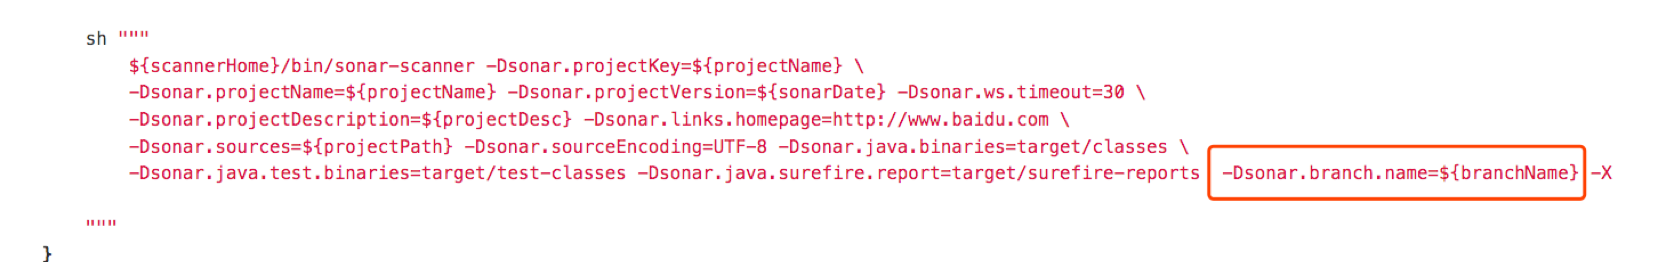 sh """
${scannerHome}/bin/sonar-scanner -Dsonar.projectKey=${projectName} \
-Dsonar.projectName=${projectName} -Dsonar.projectVersion=${sonarDate} -Dsonar.ws.timeout=30 \
-Dsonar.projectDescription=${projectDesc} -Dsonar.links.homepage=http://www.baidu.com \
-Dsonar.sources=${projectPath} -Dsonar.sourceEncoding=UTF-8 -Dsonar.java.binaries=target/classes \
-Dsonar.java.test.binaries=target/test-classes -Dsonar.java.surefire.report=target/surefire-reports -Dsonar.branch.name=${branchName} -X
"""
}